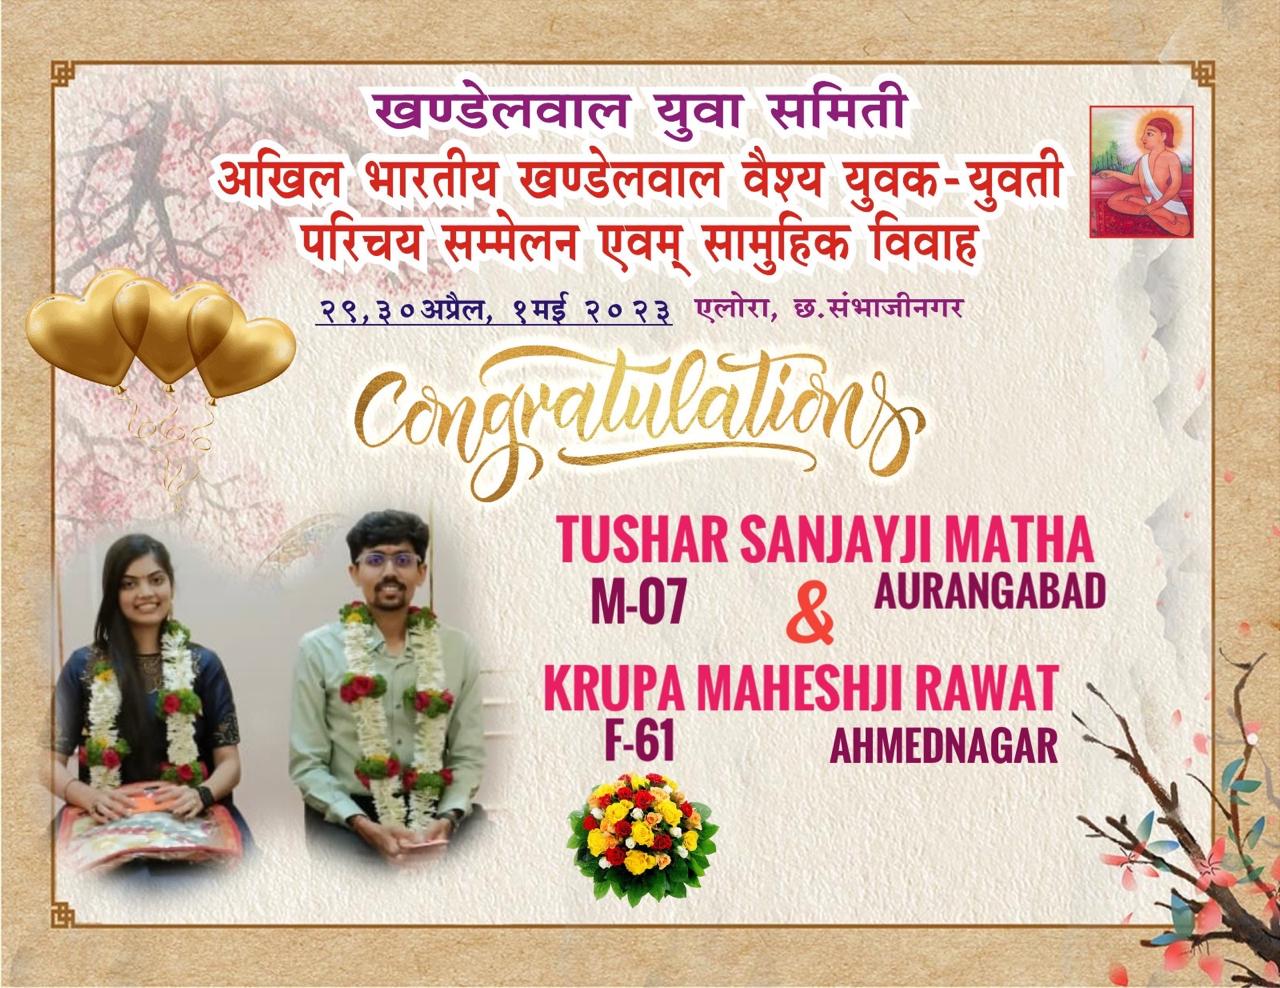 खण्डेलवाल युवा समिती
अखिल भारतीय खण्डेलवाल वैश्य युवक-युवती
परिचय सम्मेलन एवम् सामुहिक विवाह
२९,३०अप्रैल, १मई २०२३ एलोरा, छ.संभाजीनगर
Congratulations
TUSHAR SANJAYJI MATHA
M-07 & AURANGABAD
KRUPA MAHESHJI RAWAT
F-61 AHMEDNAGAR